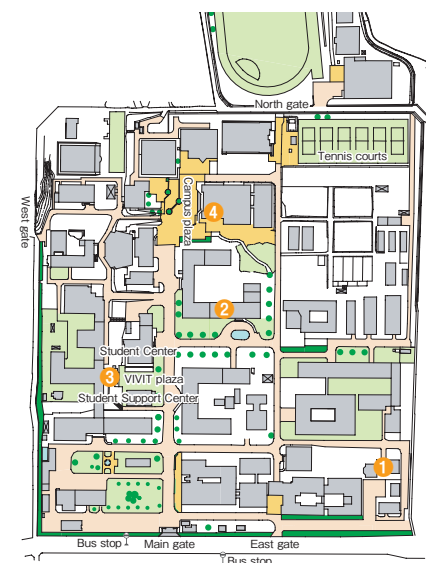 North gate
Tennis courts
Campus plaza
4
West gate
2
Student Center
3
VIVIT plaza
Student Support Center
1
Bus stop
Main gate
East gate
Bus stop